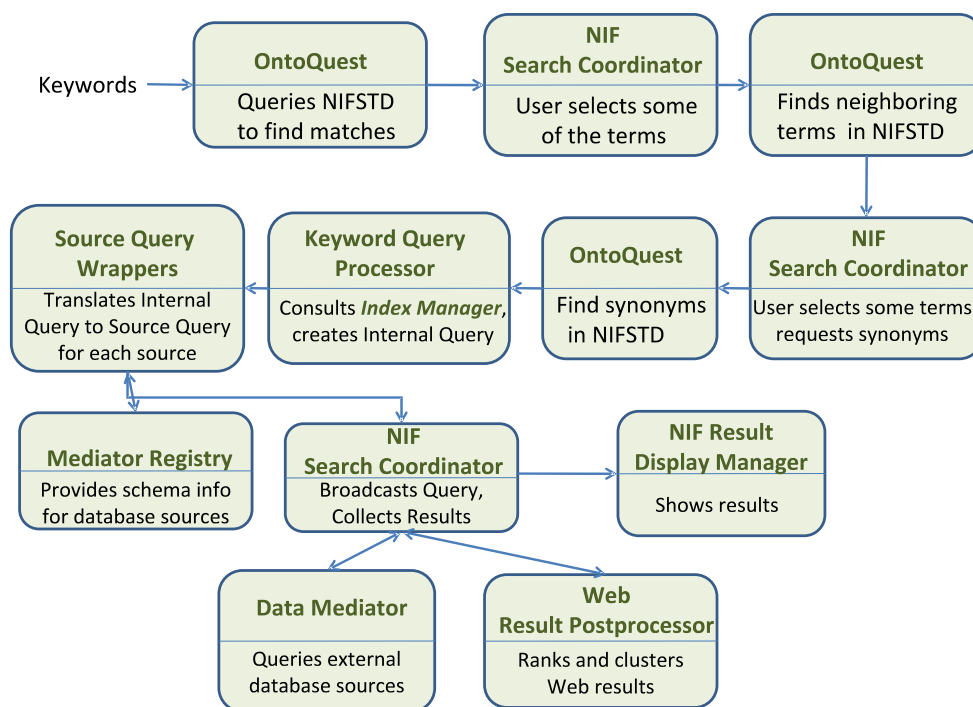 Keywords
OntoQuest
Queries NIFSTD
to find matches
NIF
Search Coordinator
User selects some
of the terms
OntoQuest
Finds neighboring
terms in NIFSTD
Source Query
Wrappers
Translates Internal
Query to Source Query
for each source
Keyword Query
Processor
Consults Index Manager,
creates Internal Query
OntoQuest
Find synonyms
in NIFSTD
NIF
Search Coordinator
User selects some terms
requests synonyms
Mediator Registry
Provides schema info
for database sources
NIF
Search Coordinator
Broadcasts Query,
Collects Results
NIF Result
Display Manager
Shows results
Data Mediator
Queries external
database sources
Web
Result Postprocessor
Ranks and clusters
Web results